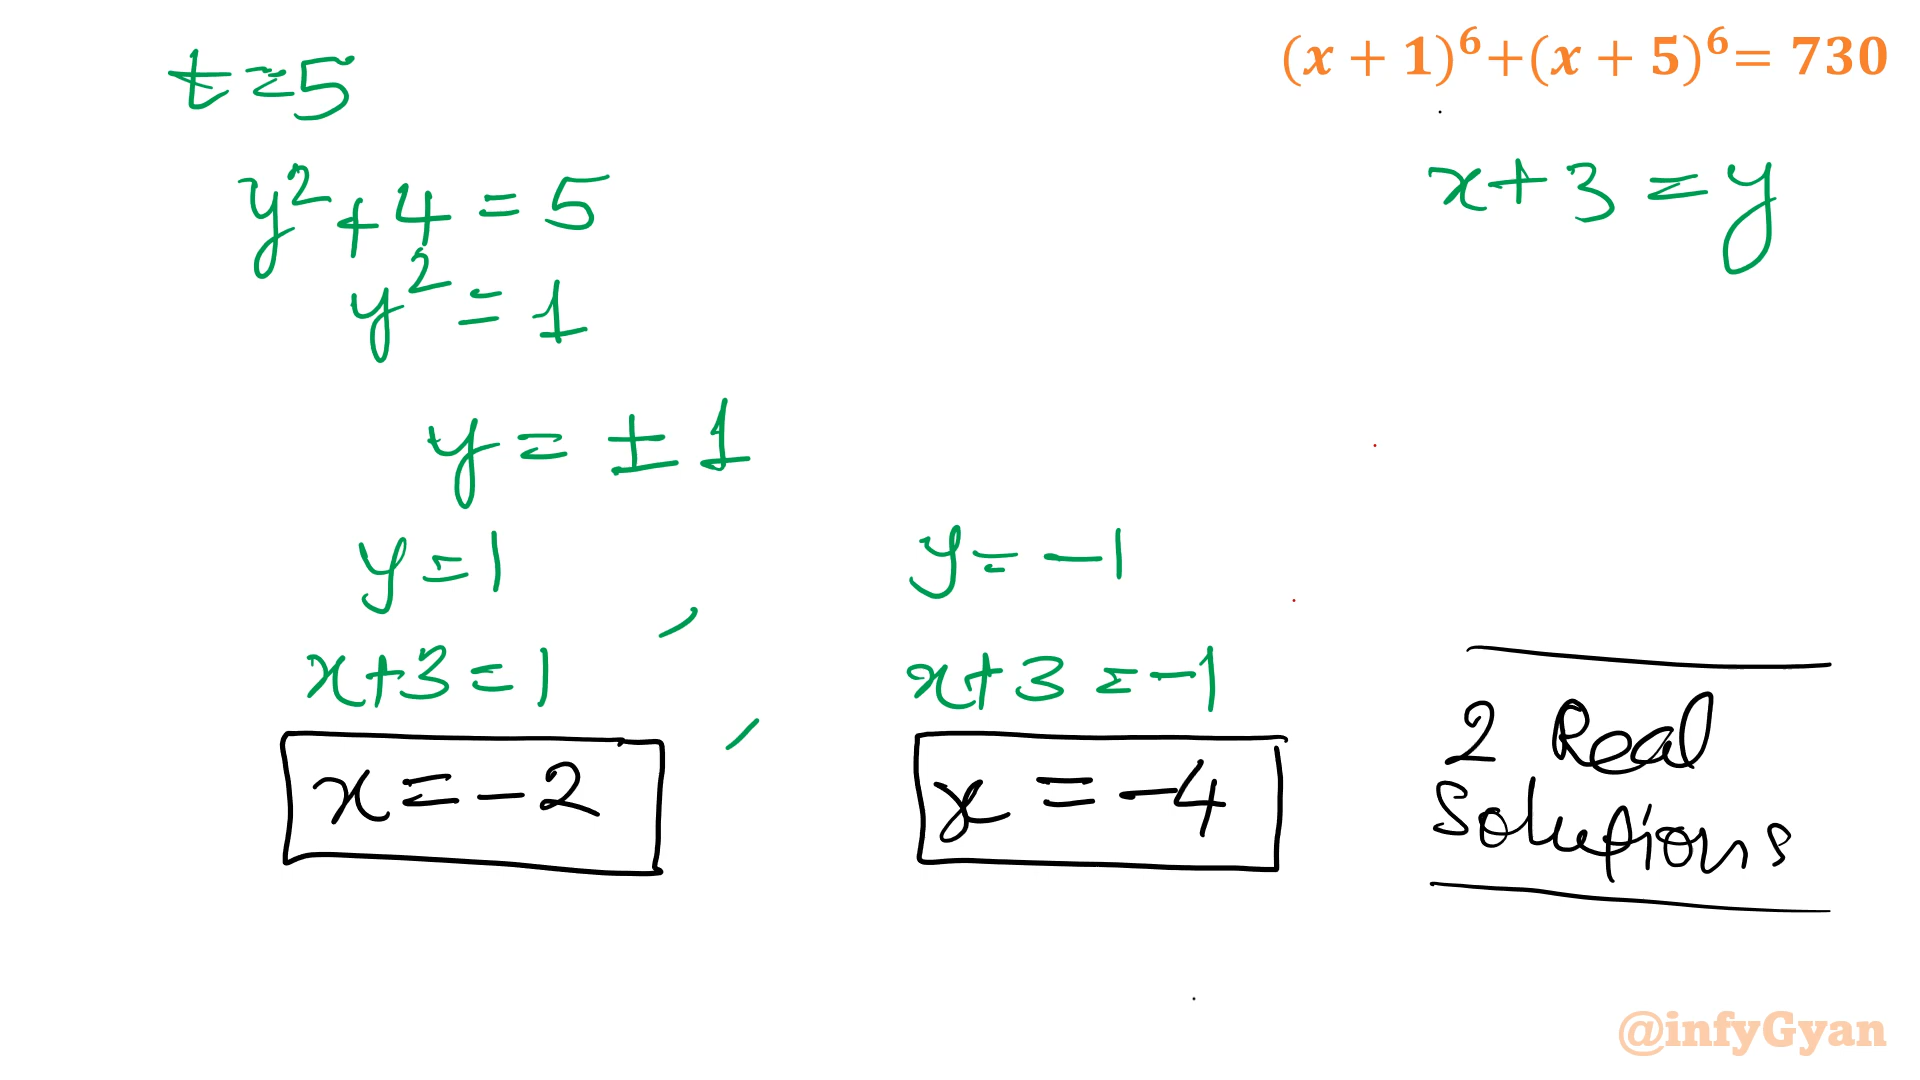 (x + 1)⁶+(x + 5)⁶= 730
t=5
x+3 = y
y²+4 = 5
y² = 1
y = ± 1
y=1 , y= -1
x+3=1 , x+3 = -1
x = -2
x = -4
2 Real
Solutions
@infyGyan